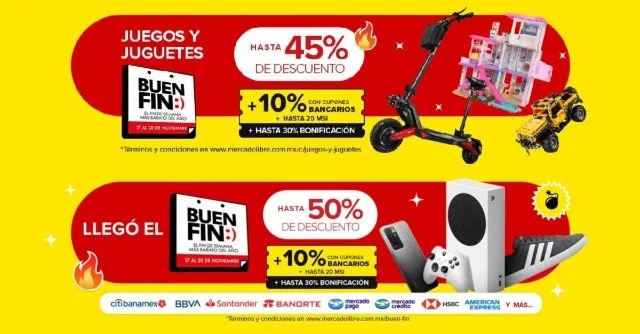 JUEGOS Y
JUGUETES
BUEN
FIN:)
EL FIN DE SEMANA
MÁS BARATO DEL AÑO
17 AL 20 DE NOVIEMBRE
HASTA 45%
DE DESCUENTO
+10% CON CUPONES
BANCARIOS
+ HASTA 20 MSI
+ HASTA 30% BONIFICACIÓN
*Términos y condiciones en www.mercadolibre.com.mx/c/juegos-y-juguetes
LLEGÓ EL
BUEN
FIN:)
EL FIN DE SEMANA
MÁS BARATO DEL AÑO
17 AL 20 DE NOVIEMBRE
HASTA 50%
DE DESCUENTO
+10% CON CUPONES
BANCARIOS
+ HASTA 20 MSI
+ HASTA 30% BONIFICACIÓN
citibanamex BBVA Santander BANORTE mercado pago mercado crédito HSBC AMERICAN EXPRESS Y MÁS...
*Términos y condiciones en www.mercadolibre.com.mx/buen-fin